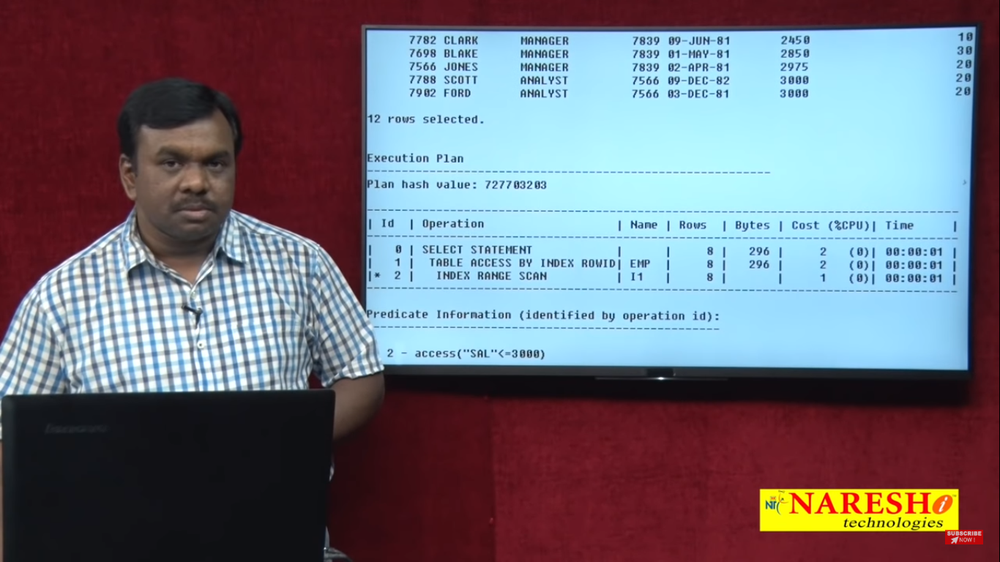 7782 CLARK MANAGER 7839 09-JUN-81 2450 10
7698 BLAKE MANAGER 7839 01-MAY-81 2850 30
7566 JONES MANAGER 7839 02-APR-81 2975 20
7788 SCOTT ANALYST 7566 09-DEC-82 3000 20
7902 FORD ANALYST 7566 03-DEC-81 3000 20
12 rows selected.
Execution Plan
----------------------------------------------------------
Plan hash value: 727703203
--------------------------------------------------------------------------------------
| Id | Operation | Name | Rows | Bytes | Cost (%CPU)| Time |
--------------------------------------------------------------------------------------
| 0 | SELECT STATEMENT | | 8 | 296 | 2 (0)| 00:00:01 |
| 1 | TABLE ACCESS BY INDEX ROWID| EMP | 8 | 296 | 2 (0)| 00:00:01 |
|* 2 | INDEX RANGE SCAN | I1 | 8 | | 1 (0)| 00:00:01 |
--------------------------------------------------------------------------------------
Predicate Information (identified by operation id):
---------------------------------------------------
2 - access("SAL"<=3000)
NARESH i
technologies
SUBSCRIBE
NOW !